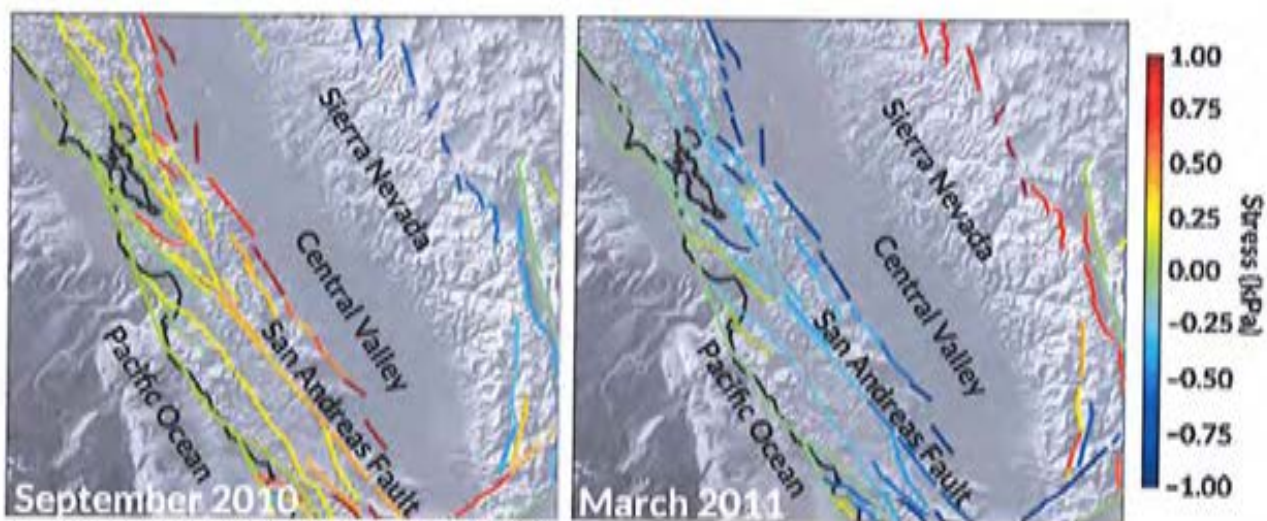 Sierra Nevada
Central Valley
San Andreas Fault
Pacific Ocean
September 2010
Sierra Nevada
Central Valley
San Andreas Fault
Pacific Ocean
March 2011
1.00
0.75
0.50
0.25
0.00
-0.25
-0.50
-0.75
-1.00
Stress (kPa)